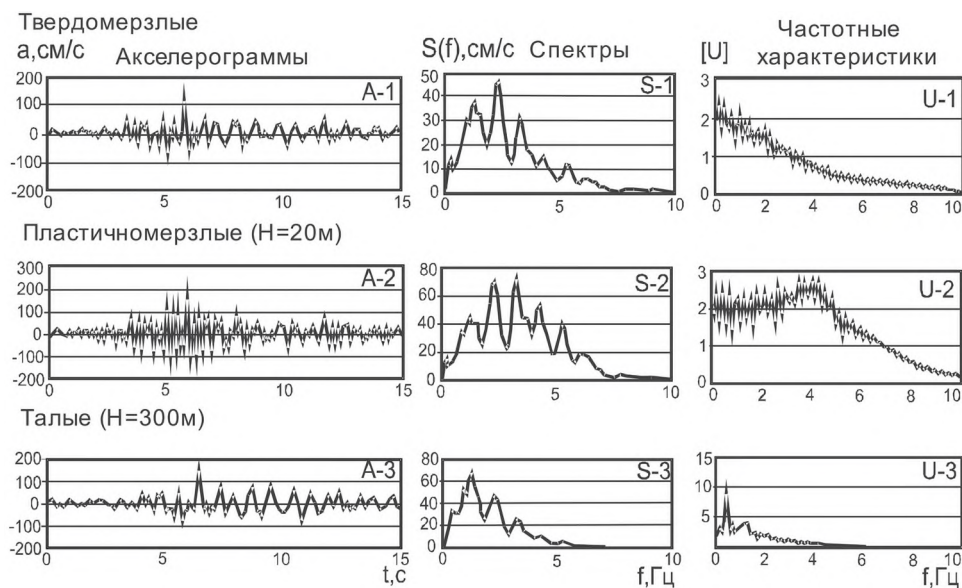 Твердомерзлые
a,см/с Акселерограммы S(f),см/с Спектры [U] Частотные характеристики
200 100 0 -100 -200
A-1
0 5 10 15
50 40 30 20 10 0
S-1
0 5 10
3 2 1 0
U-1
0 2 4 6 8 10
Пластичномерзлые (H=20м)
300 200 100 0 -100 -200
A-2
0 5 10 15
80 60 40 20 0
S-2
0 5 10
3 2 1 0
U-2
0 2 4 6 8 10
Талые (H=300м)
200 100 0 -100 -200
A-3
0 5 10 15
t,c
80 60 40 20 0
S-3
0 5 10
f,Гц
15 10 5
U-3
0 2 4 6 8 10
f,Гц